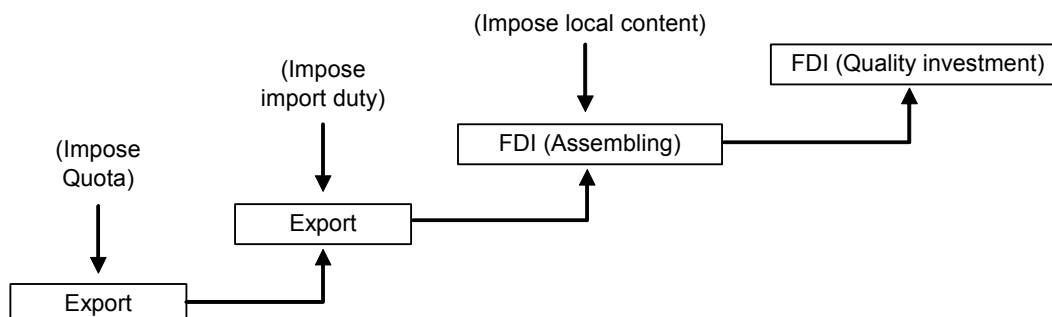 (Impose local content)
FDI (Quality investment)
(Impose
import duty)
FDI (Assembling)
(Impose
Quota)
Export
Export